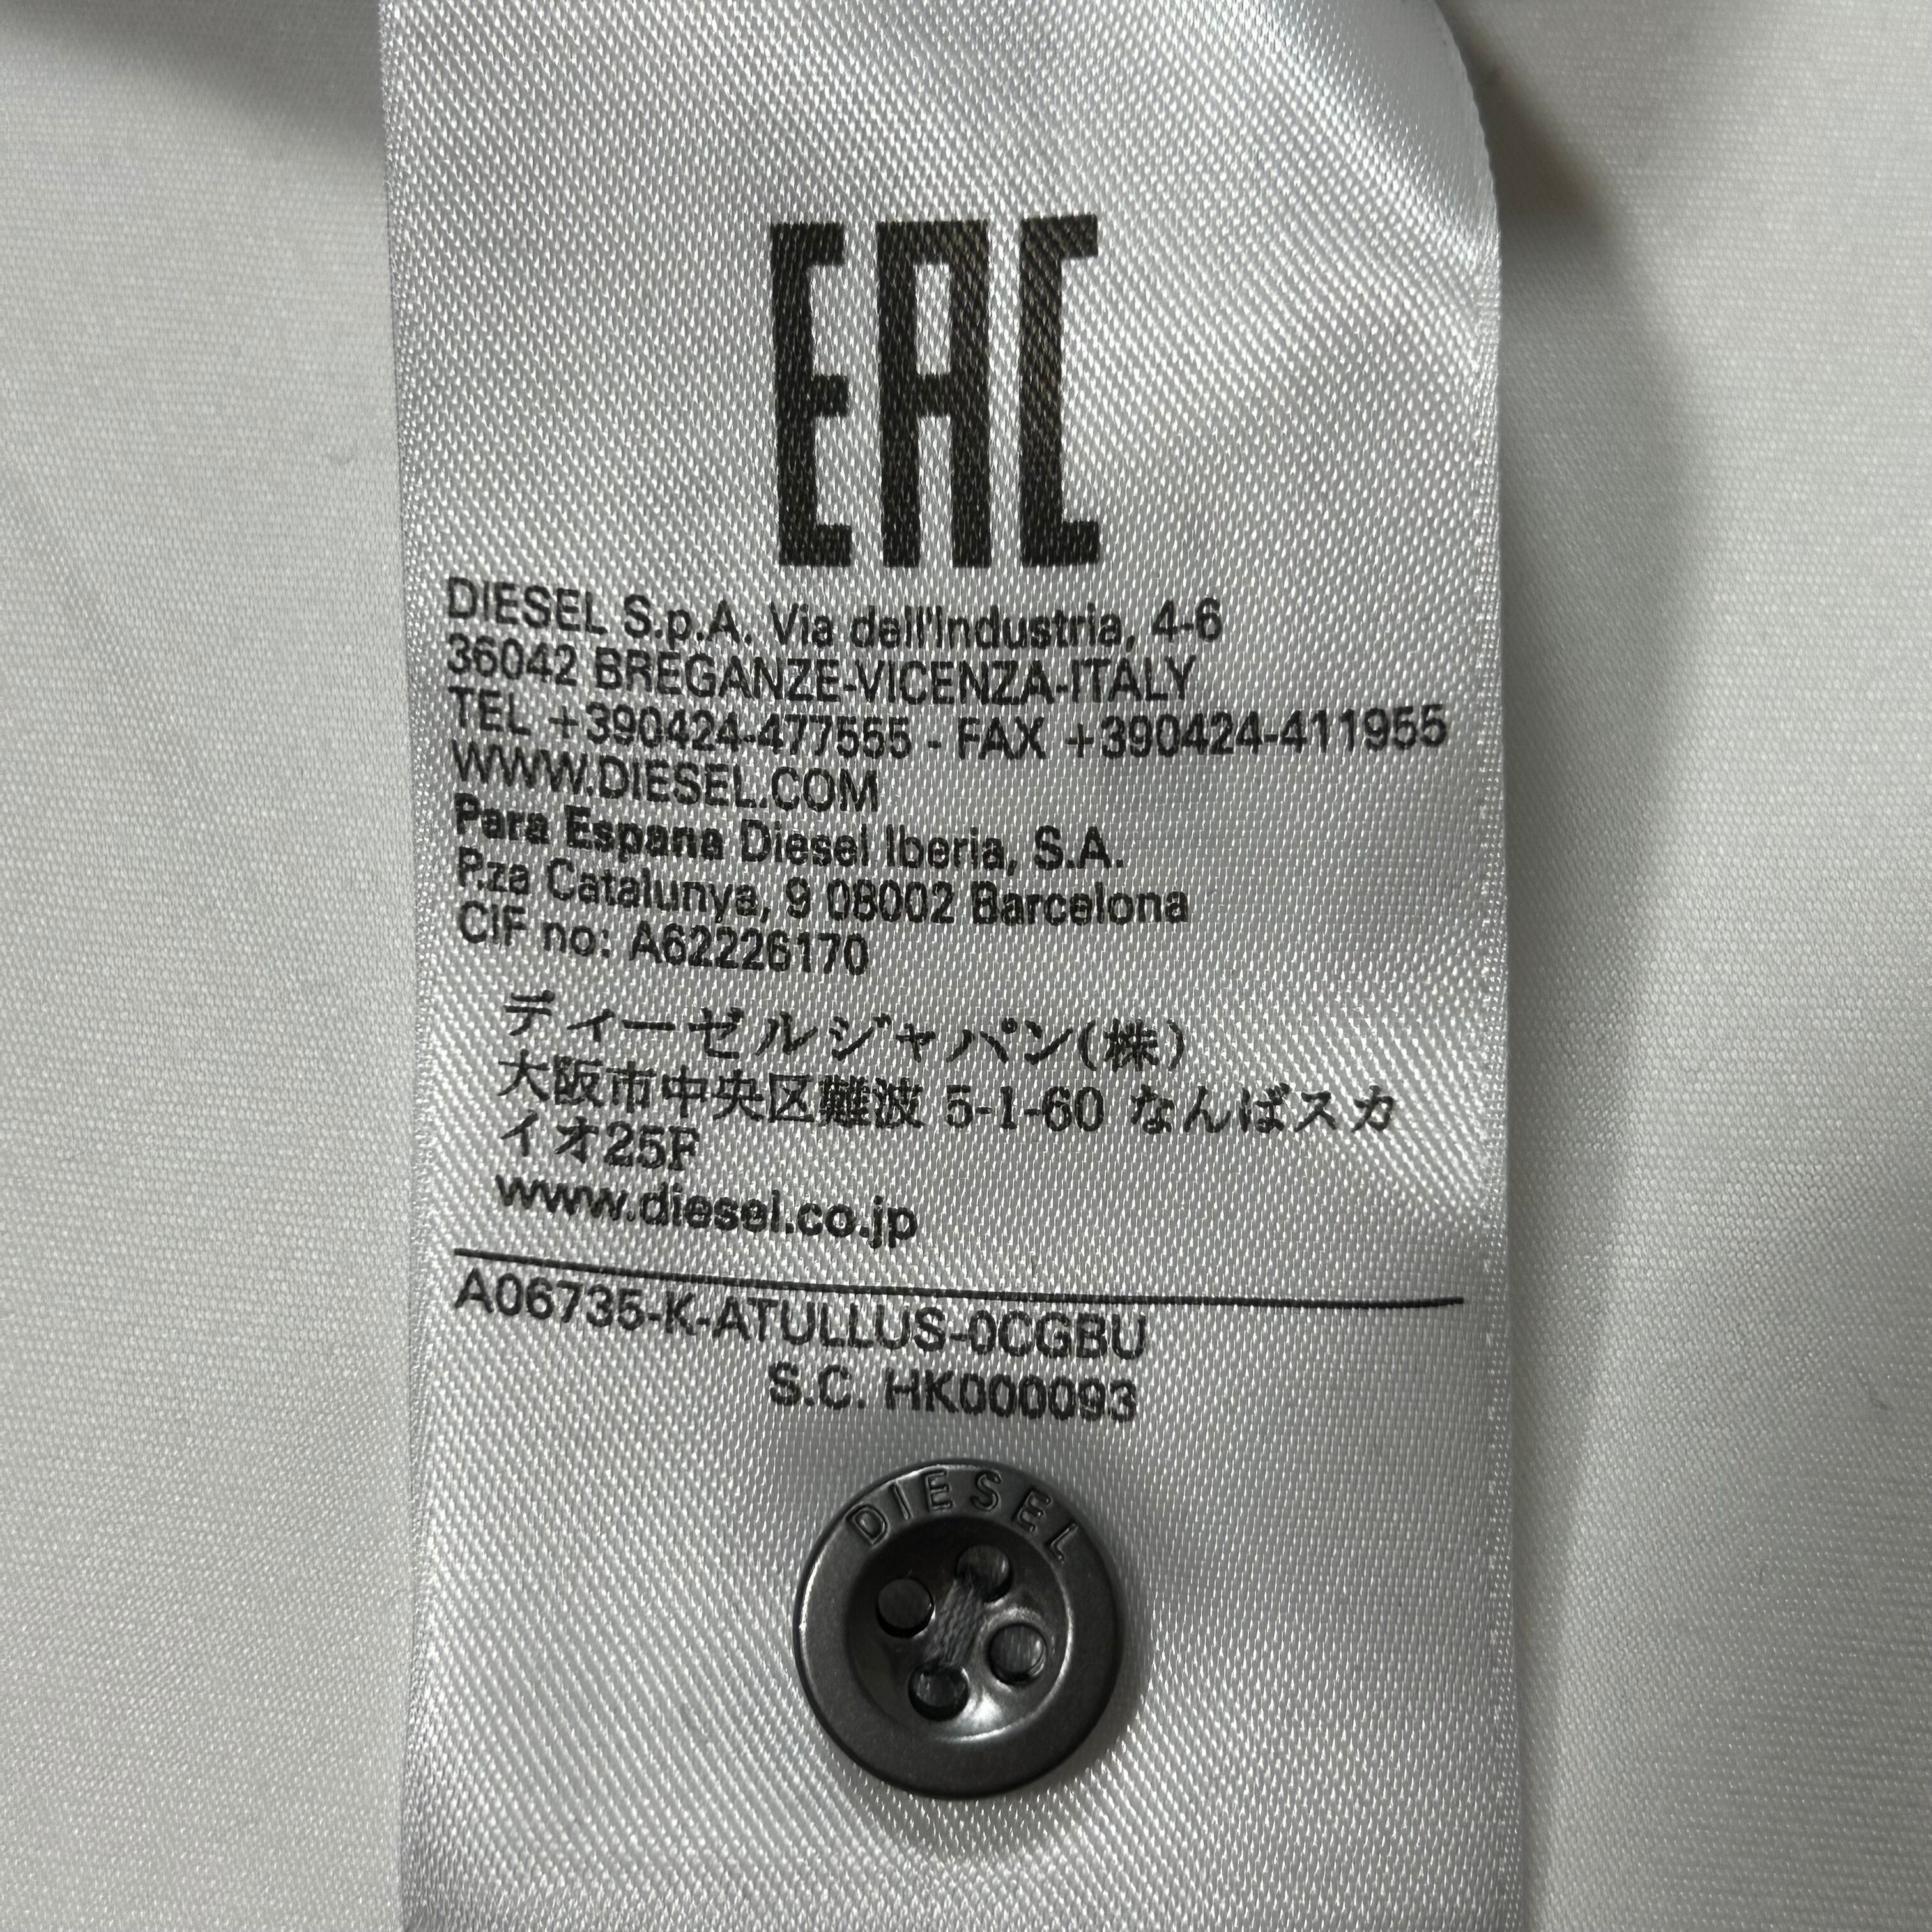 EAC
DIESEL S.p.A. Via dell'Industria, 4-6
36042 BREGANZE-VICENZA-ITALY
TEL +390424-477555 - FAX +390424-411955
WWW.DIESEL.COM
Para Espana Diesel Iberia, S.A.
P.za Catalunya, 9 08002 Barcelona
CIF no: A62226170
ディーゼルジャパン(株)
大阪市中央区難波 5-1-60 なんばスカ
イオ25F
www.diesel.co.jp
A06735-K-ATULLUS-0CGBU
S.C. HK000093
DIESEL